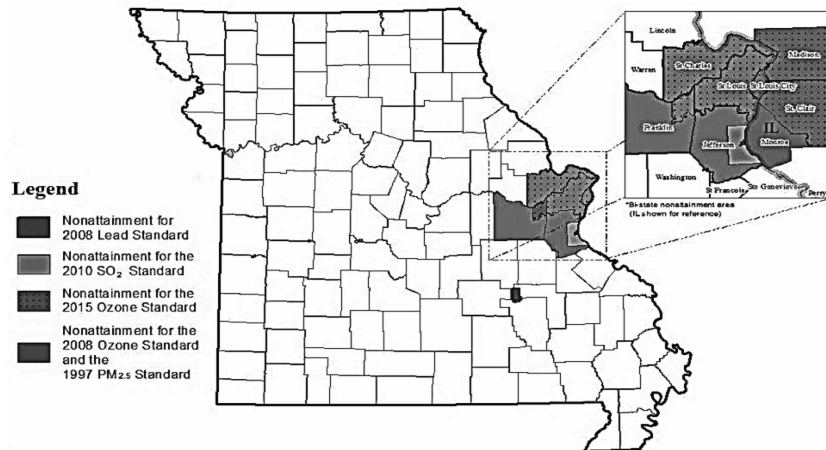 Lincoln
Madison
Warren
St Charles
St Louis
St Louis City
St. Clair
Franklin
IL
Jefferson
Monroe
Washington
St Francois
Ste Genevieve
Perry
*Bi-state nonattainment area
(IL shown for reference)
Legend
Nonattainment for
2008 Lead Standard
Nonattainment for the
2010 SO₂ Standard
Nonattainment for the
2015 Ozone Standard
Nonattainment for the
2008 Ozone Standard
and the
1997 PM₂.₅ Standard